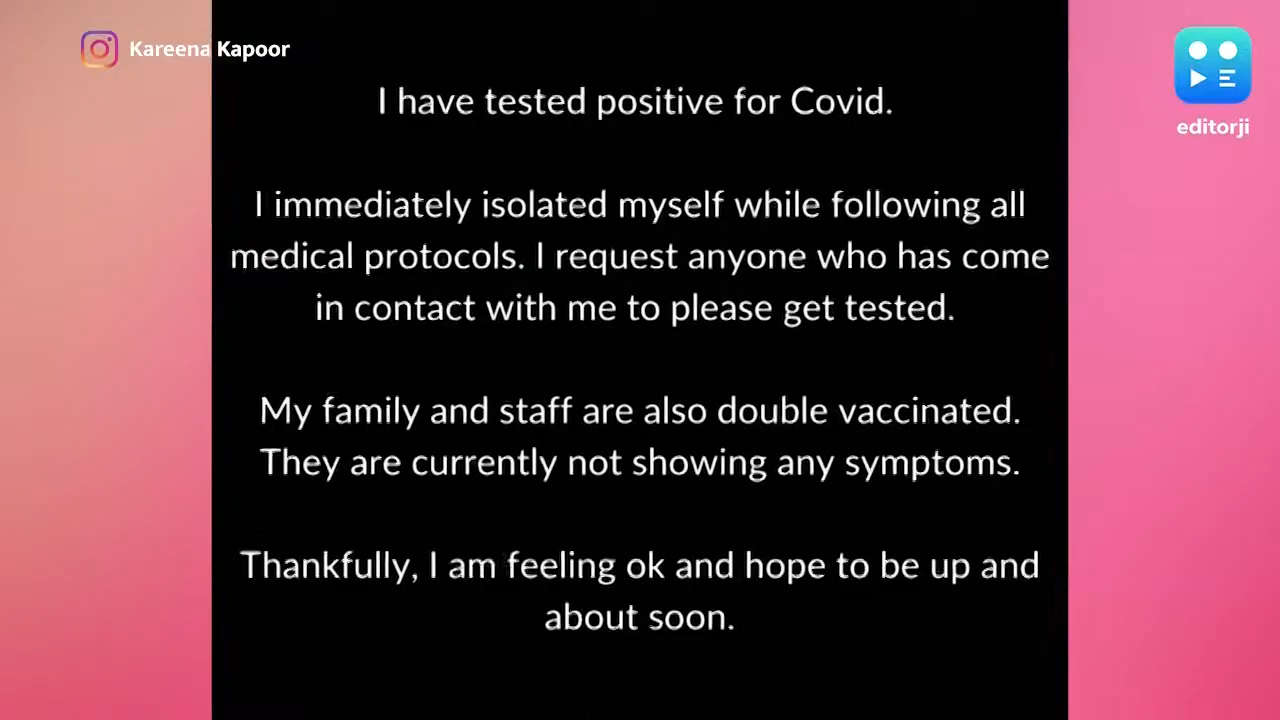 Kareena Kapoor
editorji
I have tested positive for Covid.
I immediately isolated myself while following all
medical protocols. I request anyone who has come
in contact with me to please get tested.
My family and staff are also double vaccinated.
They are currently not showing any symptoms.
Thankfully, I am feeling ok and hope to be up and
about soon.